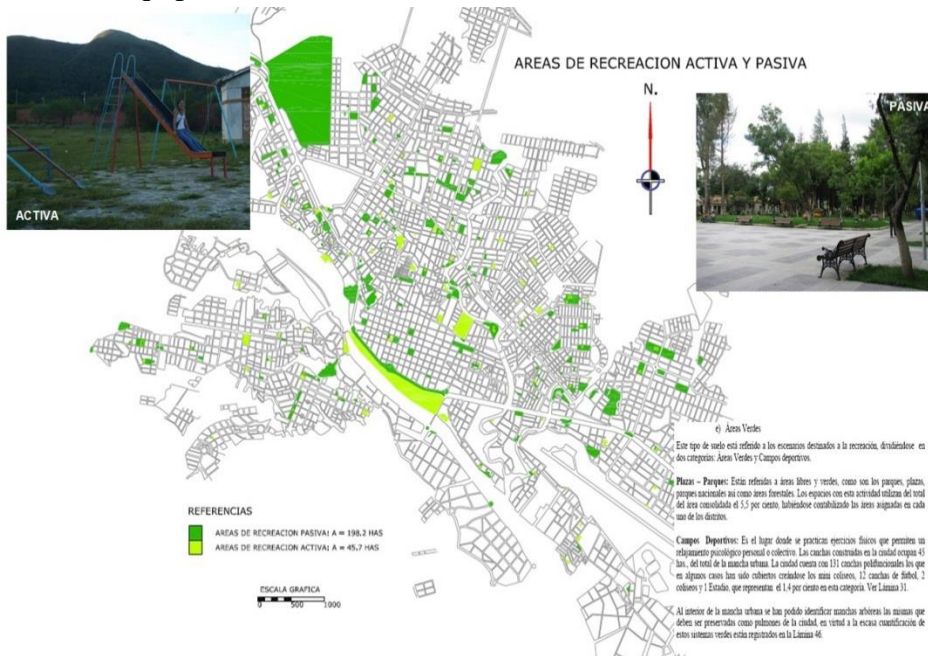 AREAS DE RECREACION ACTIVA Y PASIVA
N.
PASIVA
ACTIVA
e) Áreas Verdes
Este tipo de suelo está referido a los escenarios destinados a la recreación, dividiéndose en
dos categorías: Áreas Verdes y Campos deportivos.
Plazas – Parques: Están referidas a áreas libres y verdes, como son los parques, plazas,
parques nacionales así como áreas forestales. Los espacios con esta actividad utilizan del total
del área consolidada el 5,5 por ciento, habiéndose contabilizado las áreas asignadas en cada
uno de los distritos.
Campos Deportivos: Es el lugar donde se practican ejercicios físicos que permiten un
relajamiento psicológico personal o colectivo. Las canchas construidas en la ciudad ocupan 45
has., del total de la mancha urbana. La ciudad cuenta con 131 canchas polifuncionales los que
en algunos casos han sido cubiertos creándose los mini coliseos, 12 canchas de fútbol, 2
coliseos y 1 Estadio, que representan el 1,4 por ciento en esta categoría. Ver Lámina 31.
Al interior de la mancha urbana se han podido identificar manchas arbóreas las mismas que
deben ser preservadas como pulmones de la ciudad, en virtud a la escasa cuantificación de
estos sistemas verdes están registrados en la Lámina 46.
REFERENCIAS
AREAS DE RECREACION PASIVA: A = 198.2 HAS
AREAS DE RECREACION ACTIVA: A = 45.7 HAS
ESCALA GRAFICA
0 500 1000